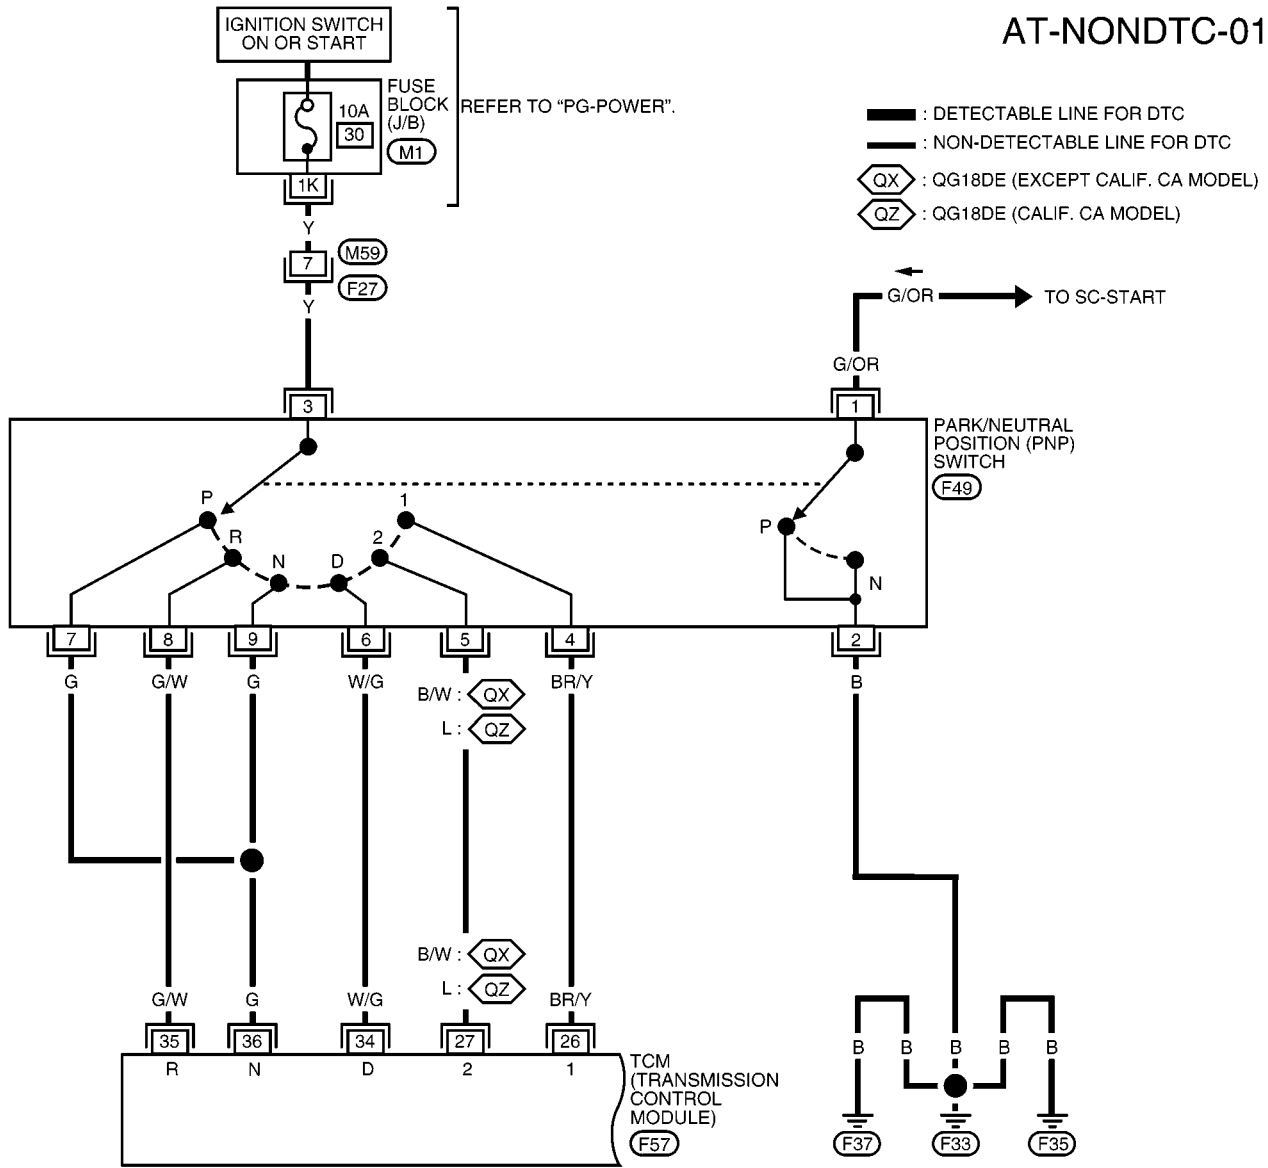 AT-NONDTC-01
IGNITION SWITCH
ON OR START
FUSE
BLOCK
(J/B)
M1
10A
30
REFER TO “PG-POWER”.
1K
Y
7
M59
F27
Y
: DETECTABLE LINE FOR DTC
: NON-DETECTABLE LINE FOR DTC
QX : QG18DE (EXCEPT CALIF. CA MODEL)
QZ : QG18DE (CALIF. CA MODEL)
G/OR
TO SC-START
G/OR
3
1
PARK/NEUTRAL
POSITION (PNP)
SWITCH
F49
P
R
N
D
2
1
P
N
7
8
9
6
5
4
2
G
G/W
G
W/G
B/W : QX
L : QZ
BR/Y
B
B/W : QX
L : QZ
G/W
G
W/G
BR/Y
35
36
34
27
26
R
N
D
2
1
TCM
(TRANSMISSION
CONTROL
MODULE)
F57
B
B
B
B
B
F37
F33
F35